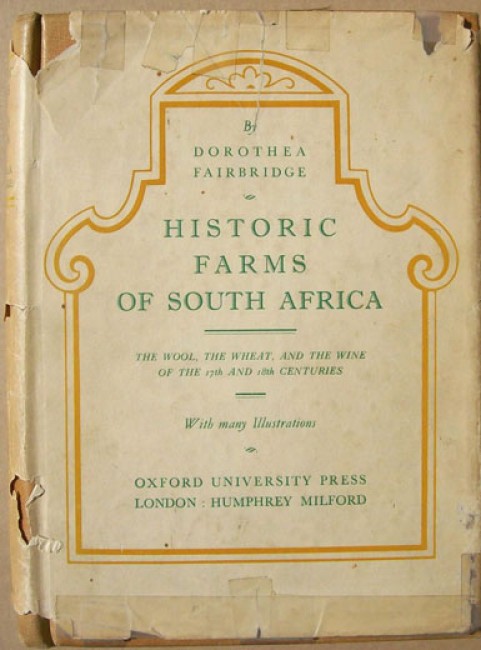 By
DOROTHEA
FAIRBRIDGE
HISTORIC
FARMS
OF SOUTH AFRICA
THE WOOL, THE WHEAT, AND THE WINE
OF THE 17th AND 18th CENTURIES
With many Illustrations
OXFORD UNIVERSITY PRESS
LONDON : HUMPHREY MILFORD